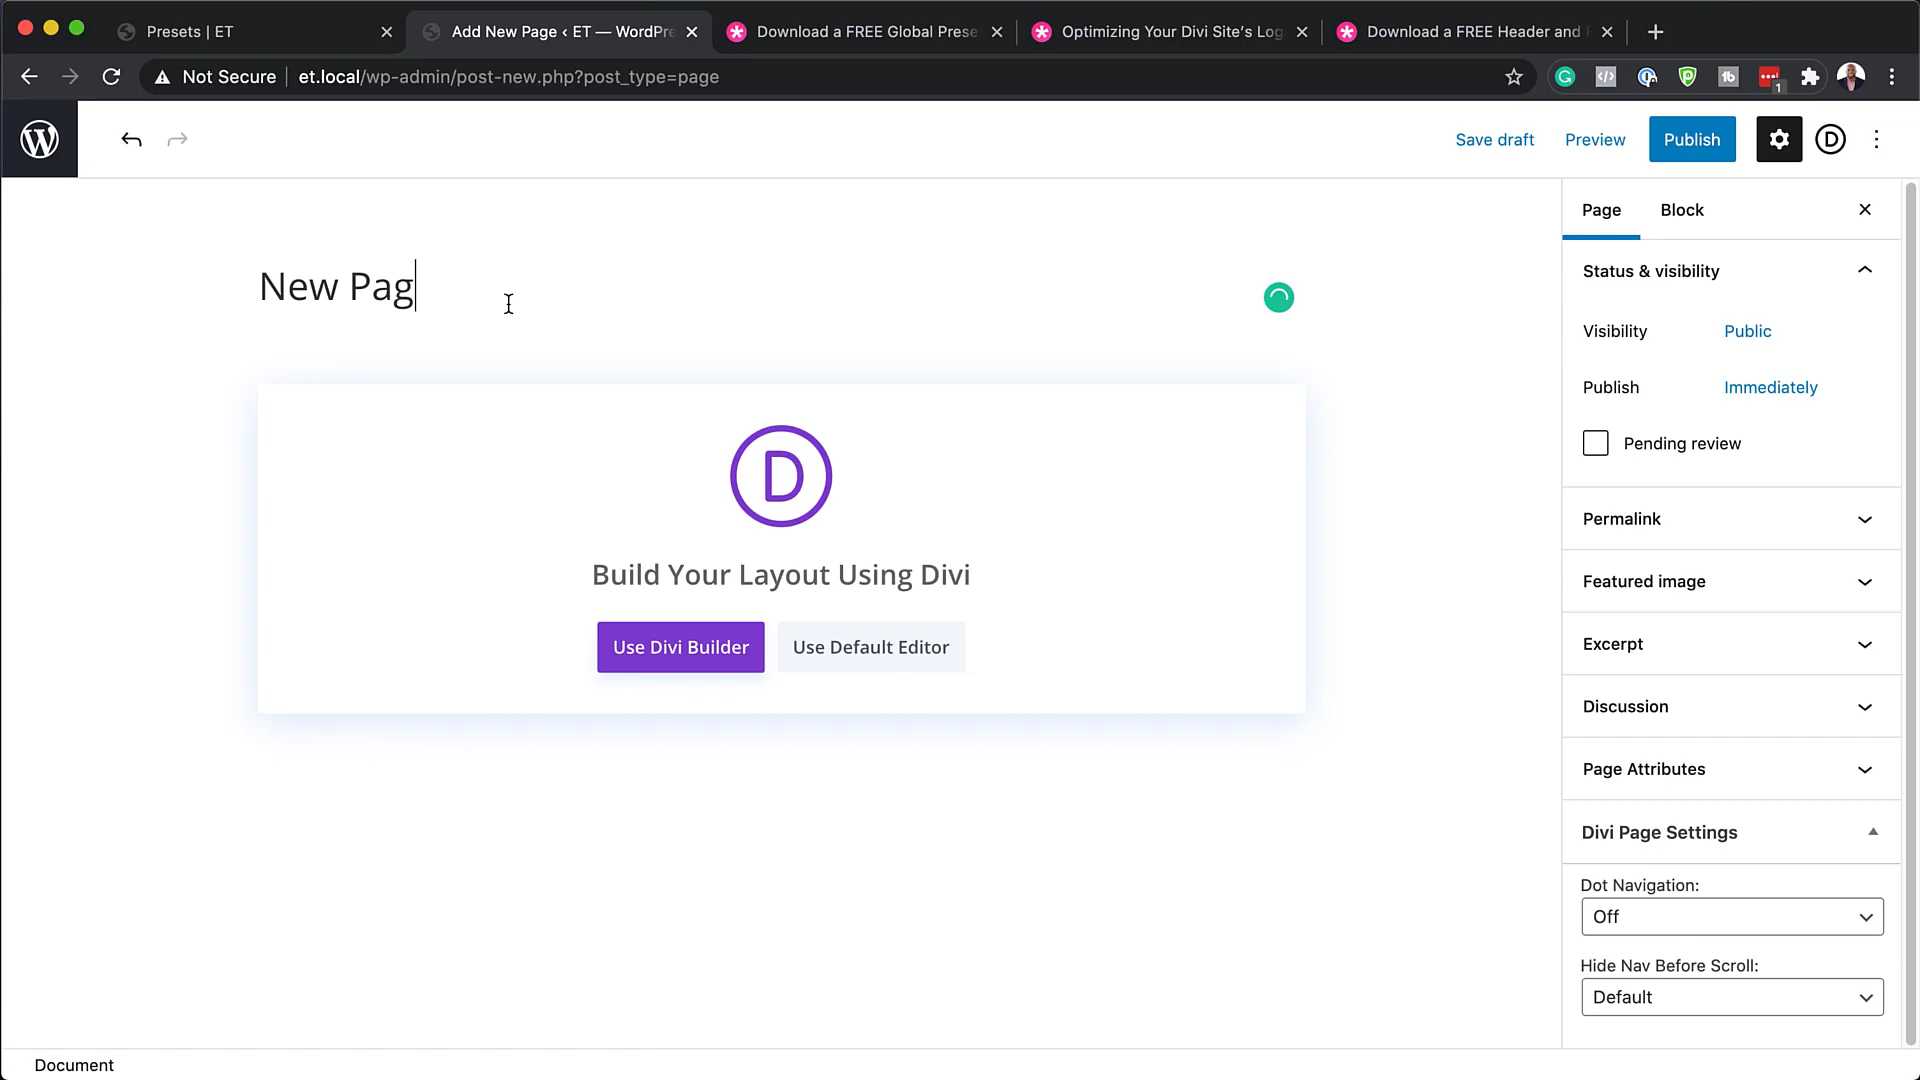 Presets | ET
Add New Page ‹ ET — WordPre
Download a FREE Global Prese
Optimizing Your Divi Site's Log
Download a FREE Header and
Not Secure
et.local/wp-admin/post-new.php?post_type=page
1
Save draft
Preview
Publish
Page
Block
New Pag
Status & visibility
Visibility
Public
Publish
Immediately
Pending review
Build Your Layout Using Divi
Use Divi Builder
Use Default Editor
Permalink
Featured image
Excerpt
Discussion
Page Attributes
Divi Page Settings
Dot Navigation:
Off
Hide Nav Before Scroll:
Default
Document